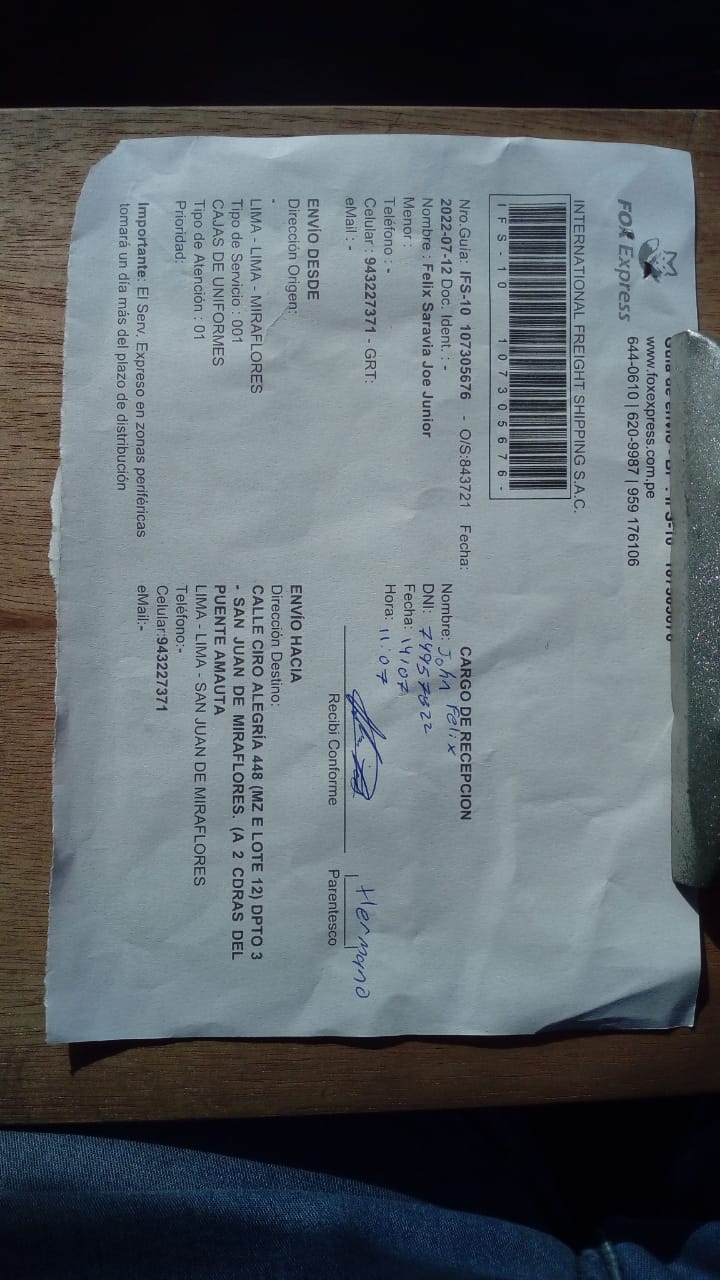 FOX Express
www.foxexpress.com.pe
644-0610 | 620-9987 | 959 176106
INTERNATIONAL FREIGHT SHIPPING S.A.C.
IFS-10 107305676-
Nro.Guía: IFS-10 107305676 - O/S:843721 Fecha:
2022-07-12 Doc. Ident. : -
Nombre : Felix Saravia Joe Junior
Menor :
Teléfono : -
Celular : 943227371 - GRT:
eMail : -
CARGO DE RECEPCION
Nombre: John Felix
DNI: 74957822
Fecha: 14/07
Hora: 11:07
Hermano
Recibi Conforme Parentesco
ENVÍO DESDE
Dirección Origen:
-
LIMA - LIMA - MIRAFLORES
Tipo de Servicio : 001
CAJAS DE UNIFORMES
Tipo de Atención : 01
Prioridad:
ENVÍO HACIA
Dirección Destino:
CALLE CIRO ALEGRÍA 448 (MZ E LOTE 12) DPTO 3
- SAN JUAN DE MIRAFLORES. (A 2 CDRAS DEL
PUENTE AMAUTA
LIMA - LIMA - SAN JUAN DE MIRAFLORES
Teléfono:-
Celular:943227371
eMail:-
Importante: El Serv. Expreso en zonas periféricas
tomará un día más del plazo de distribución